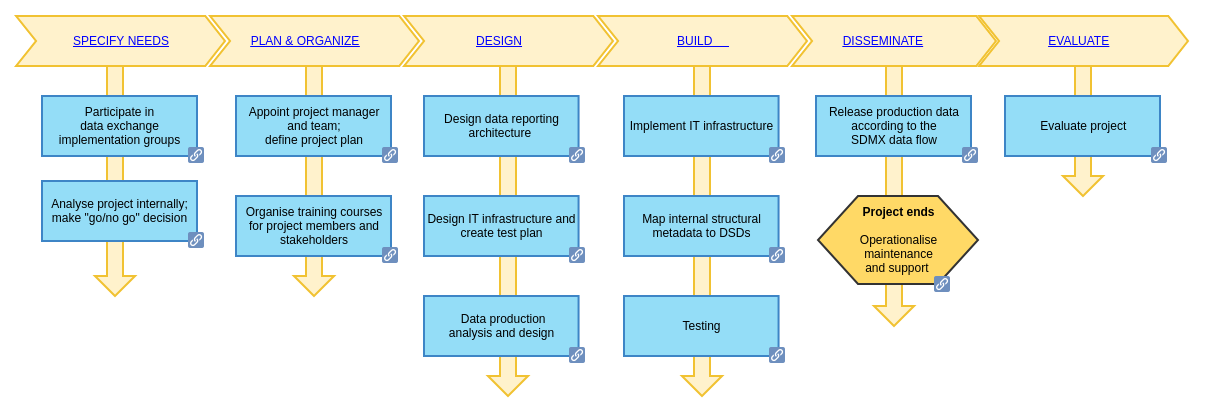 SPECIFY NEEDS
PLAN & ORGANIZE
DESIGN
BUILD
DISSEMINATE
EVALUATE
Participate in
data exchange
implementation groups
Analyse project internally;
make "go/no go" decision
Appoint project manager
and team;
define project plan
Organise training courses
for project members and
stakeholders
Design data reporting
architecture
Design IT infrastructure and
create test plan
Data production
analysis and design
Implement IT infrastructure
Map internal structural
metadata to DSDs
Testing
Release production data
according to the
SDMX data flow
Project ends
Operationalise
maintenance
and support
Evaluate project